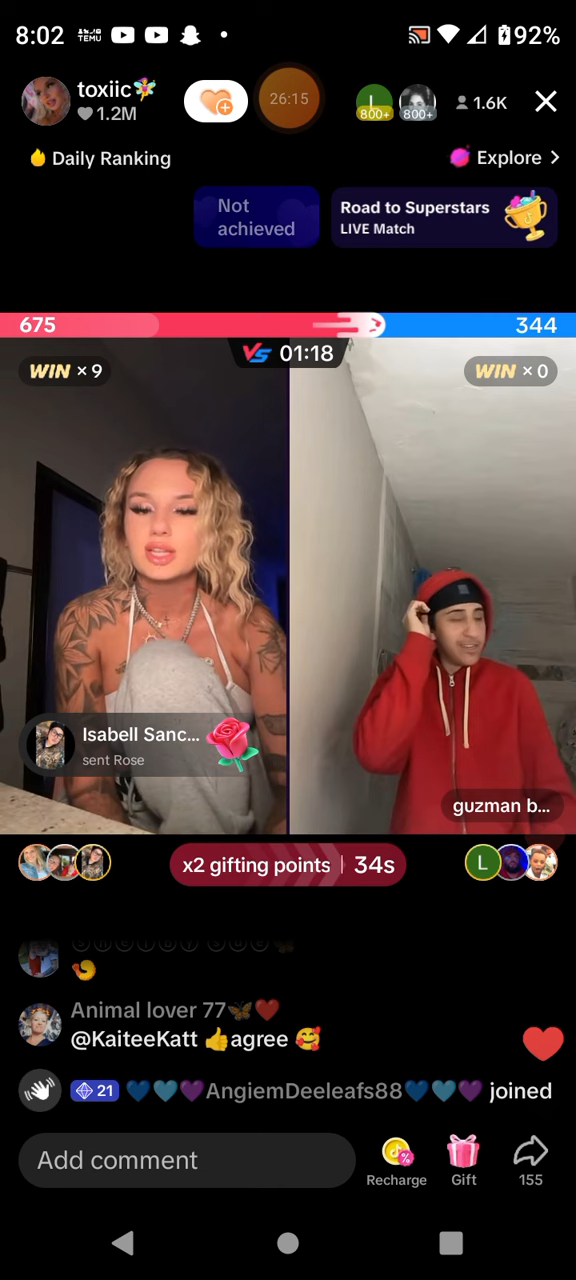 8:02
TEMU
92%
toxiic
1.2M
26:15
800+
800+
1.6K
Daily Ranking
Explore
Not
achieved
Road to Superstars
LIVE Match
675
344
VS 01:18
WIN × 9
WIN × 0
Isabell Sanc...
sent Rose
guzman b...
L
x2 gifting points
34s
L
Animal lover 77🦋❤️
@KaiteeKatt 👍agree 🥰
21 💙🩵💜AngiemDeeleafs88💙🩵💜 joined
Add comment
Recharge
Gift
155